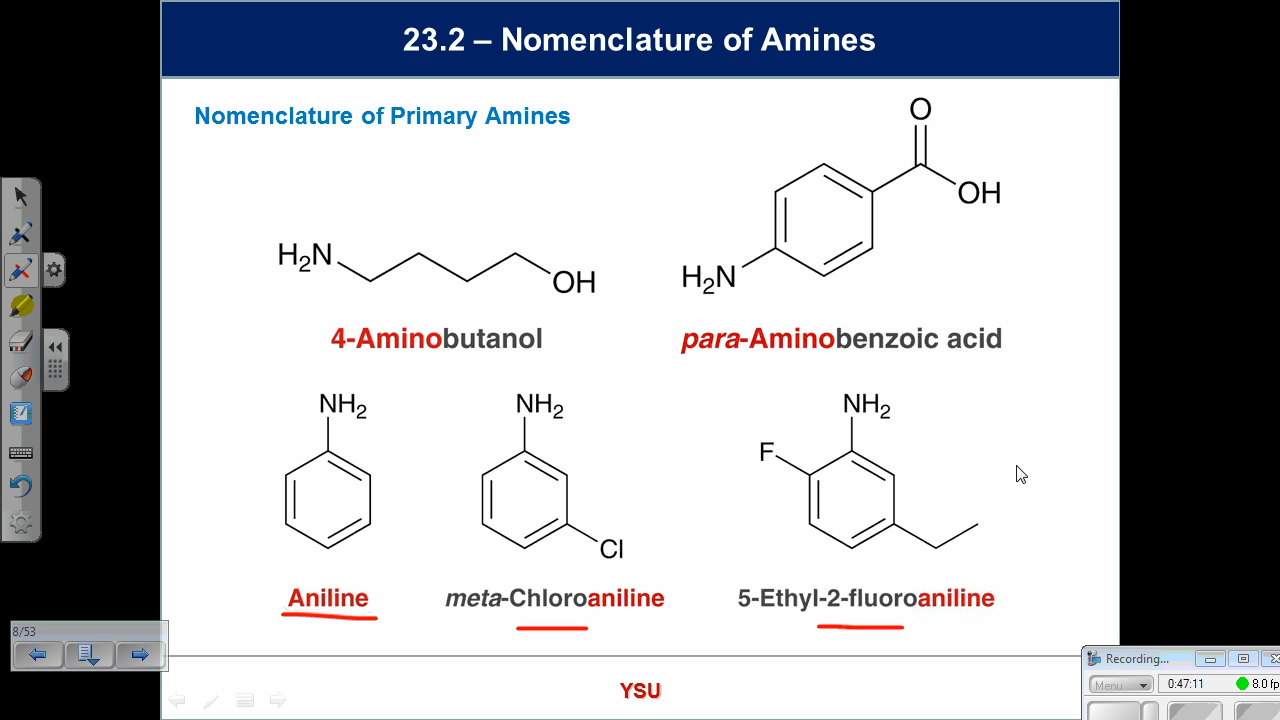 23.2 – Nomenclature of Amines
Nomenclature of Primary Amines
O
OH
H₂N
OH
H₂N
4-Aminobutanol
para-Aminobenzoic acid
NH₂
NH₂
NH₂
F
Cl
Aniline
meta-Chloroaniline
5-Ethyl-2-fluoroaniline
8/53
YSU
Recording...
Menu
0:47:11
8.0 fp